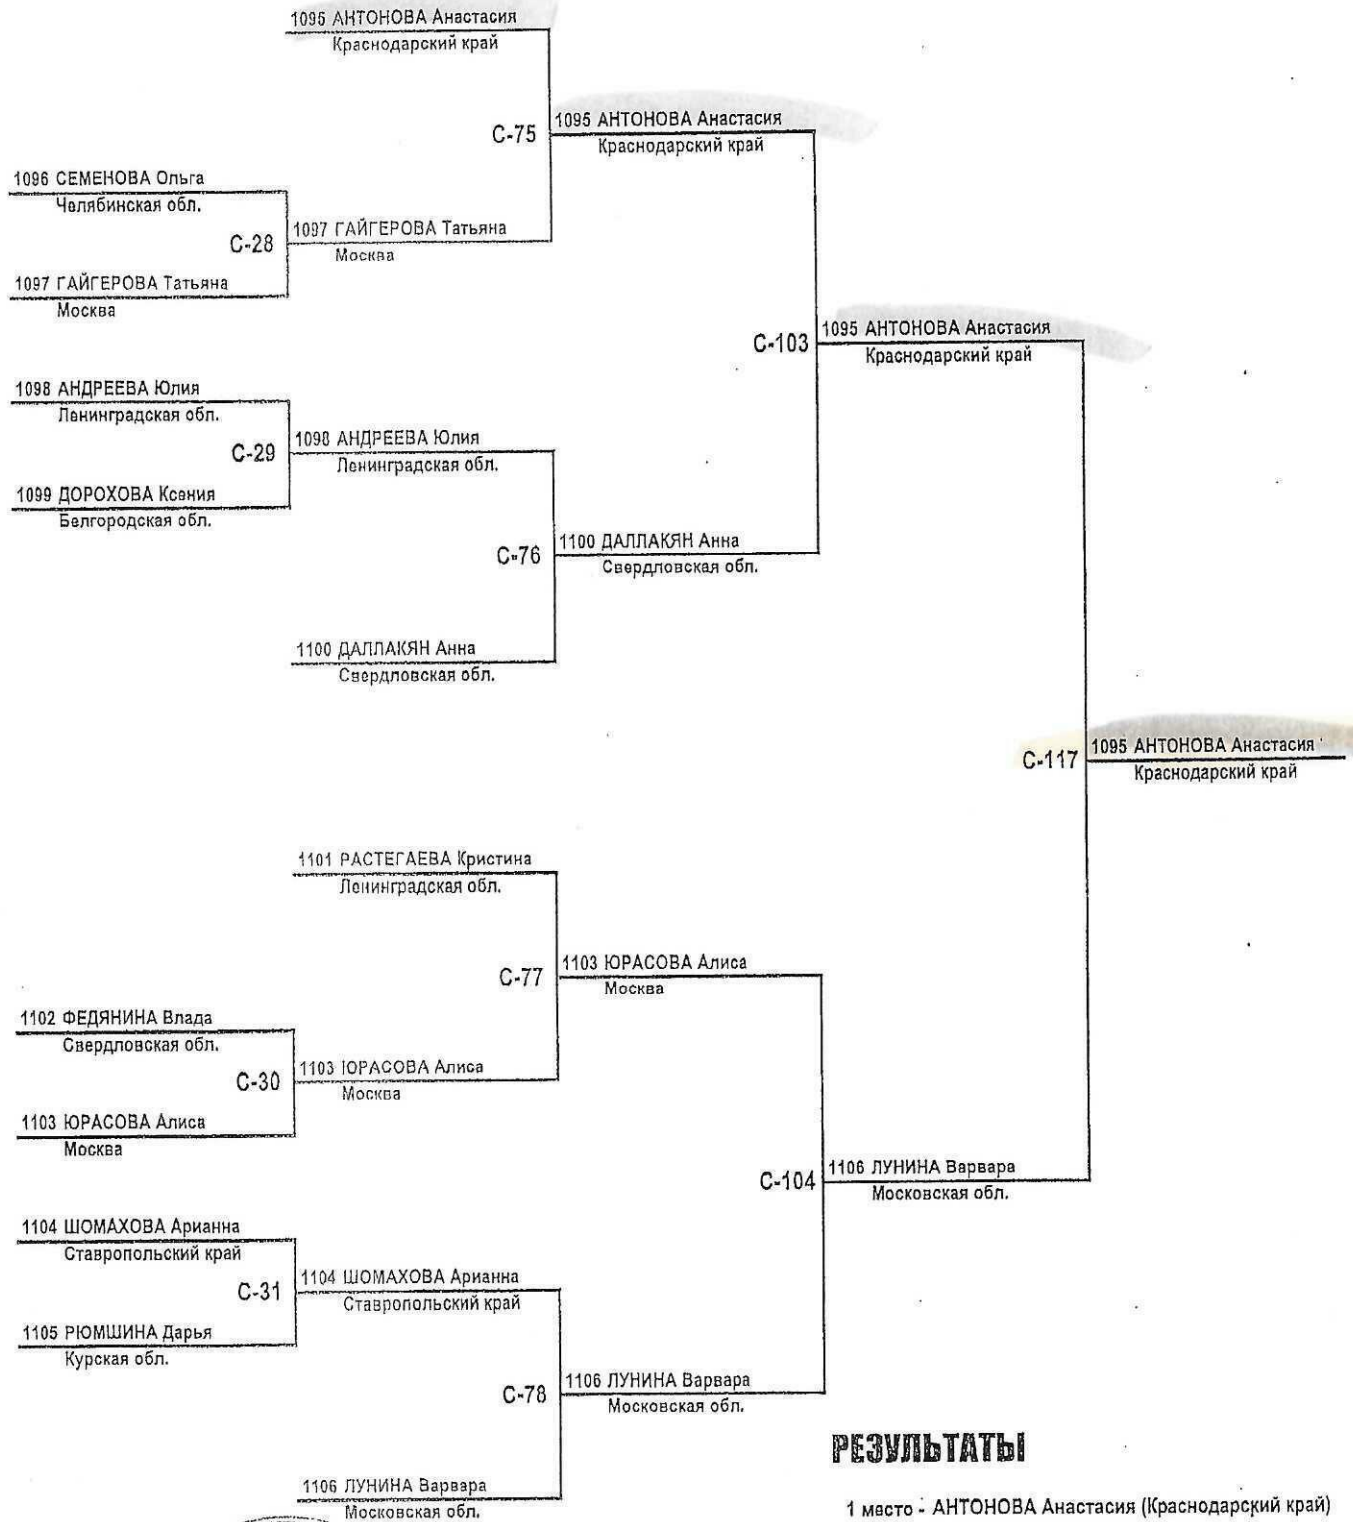 1095 АНТОНОВА Анастасия
Краснодарский край
С-75
1095 АНТОНОВА Анастасия
Краснодарский край
1096 СЕМЕНОВА Ольга
Челябинская обл.
С-28
1097 ГАЙГЕРОВА Татьяна
Москва
1097 ГАЙГЕРОВА Татьяна
Москва
С-103
1095 АНТОНОВА Анастасия
Краснодарский край
1098 АНДРЕЕВА Юлия
Ленинградская обл.
С-29
1098 АНДРЕЕВА Юлия
Ленинградская обл.
1099 ДОРОХОВА Ксения
Белгородская обл.
С-76
1100 ДАЛЛАКЯН Анна
Свердловская обл.
1100 ДАЛЛАКЯН Анна
Свердловская обл.
С-117
1095 АНТОНОВА Анастасия
Краснодарский край
1101 РАСТЕГАЕВА Кристина
Ленинградская обл.
С-77
1103 ЮРАСОВА Алиса
Москва
1102 ФЕДЯНИНА Влада
Свердловская обл.
С-30
1103 ЮРАСОВА Алиса
Москва
1103 ЮРАСОВА Алиса
Москва
С-104
1106 ЛУНИНА Варвара
Московская обл.
1104 ШОМАХОВА Арианна
Ставропольский край
С-31
1104 ШОМАХОВА Арианна
Ставропольский край
1105 РЮМШИНА Дарья
Курская обл.
С-78
1106 ЛУНИНА Варвара
Московская обл.
1106 ЛУНИНА Варвара
Московская обл.
РЕЗУЛЬТАТЫ
1 место - АНТОНОВА Анастасия (Краснодарский край)